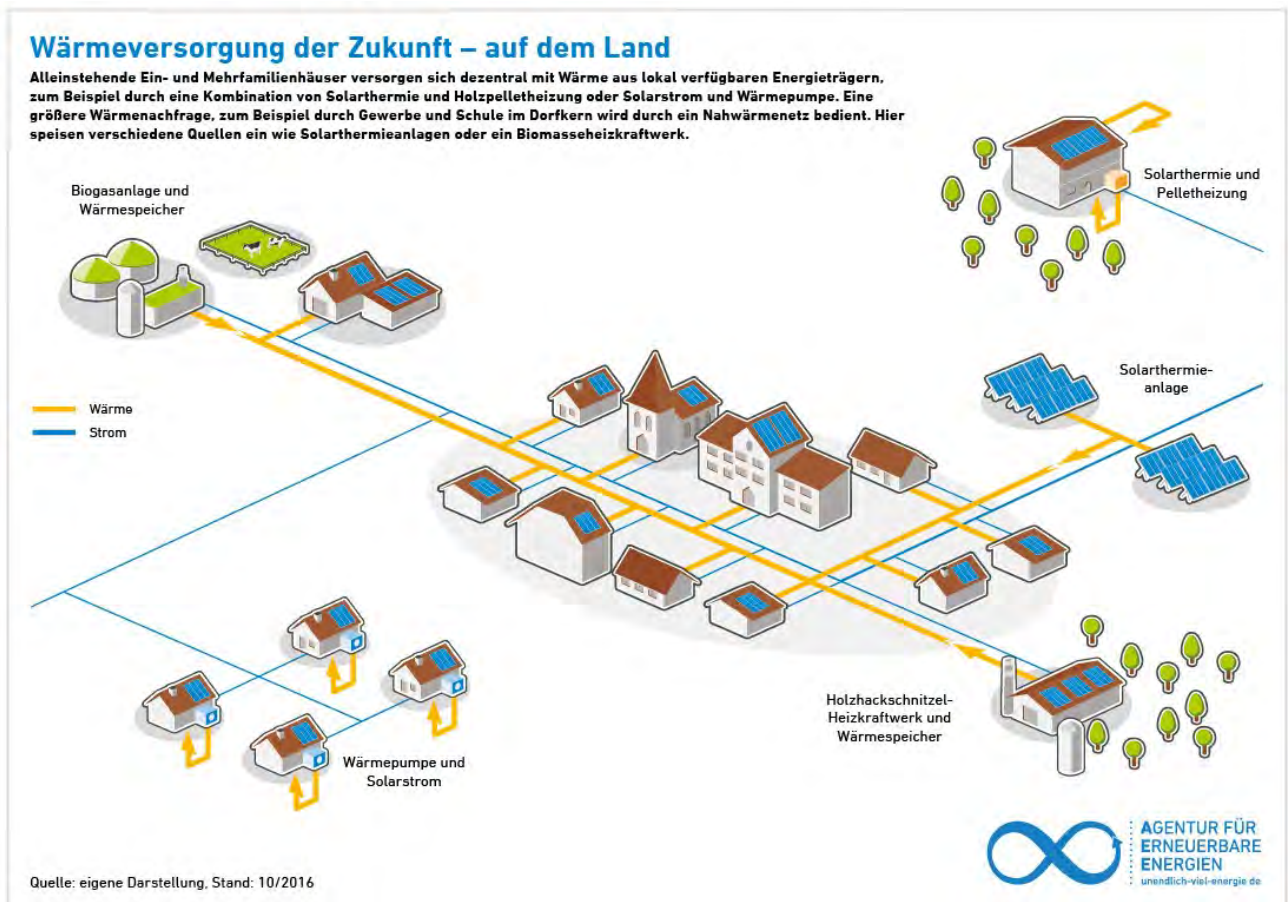 Wärmeversorgung der Zukunft – auf dem Land
Alleinstehende Ein- und Mehrfamilienhäuser versorgen sich dezentral mit Wärme aus lokal verfügbaren Energieträgern,
zum Beispiel durch eine Kombination von Solarthermie und Holzpelletheizung oder Solarstrom und Wärmepumpe. Eine
größere Wärmenachfrage, zum Beispiel durch Gewerbe und Schule im Dorfkern wird durch ein Nahwärmenetz bedient. Hier
speisen verschiedene Quellen ein wie Solarthermieanlagen oder ein Biomasseheizkraftwerk.
Biogasanlage und
Wärmespeicher
Solarthermie und
Pelletheizung
Solarthermie-
anlage
Wärme
Strom
Holzhackschnitzel-
Heizkraftwerk und
Wärmespeicher
Wärmepumpe und
Solarstrom
Quelle: eigene Darstellung, Stand: 10/2016
AGENTUR FÜR
ERNEUERBARE
ENERGIEN
unendlich-viel-energie.de